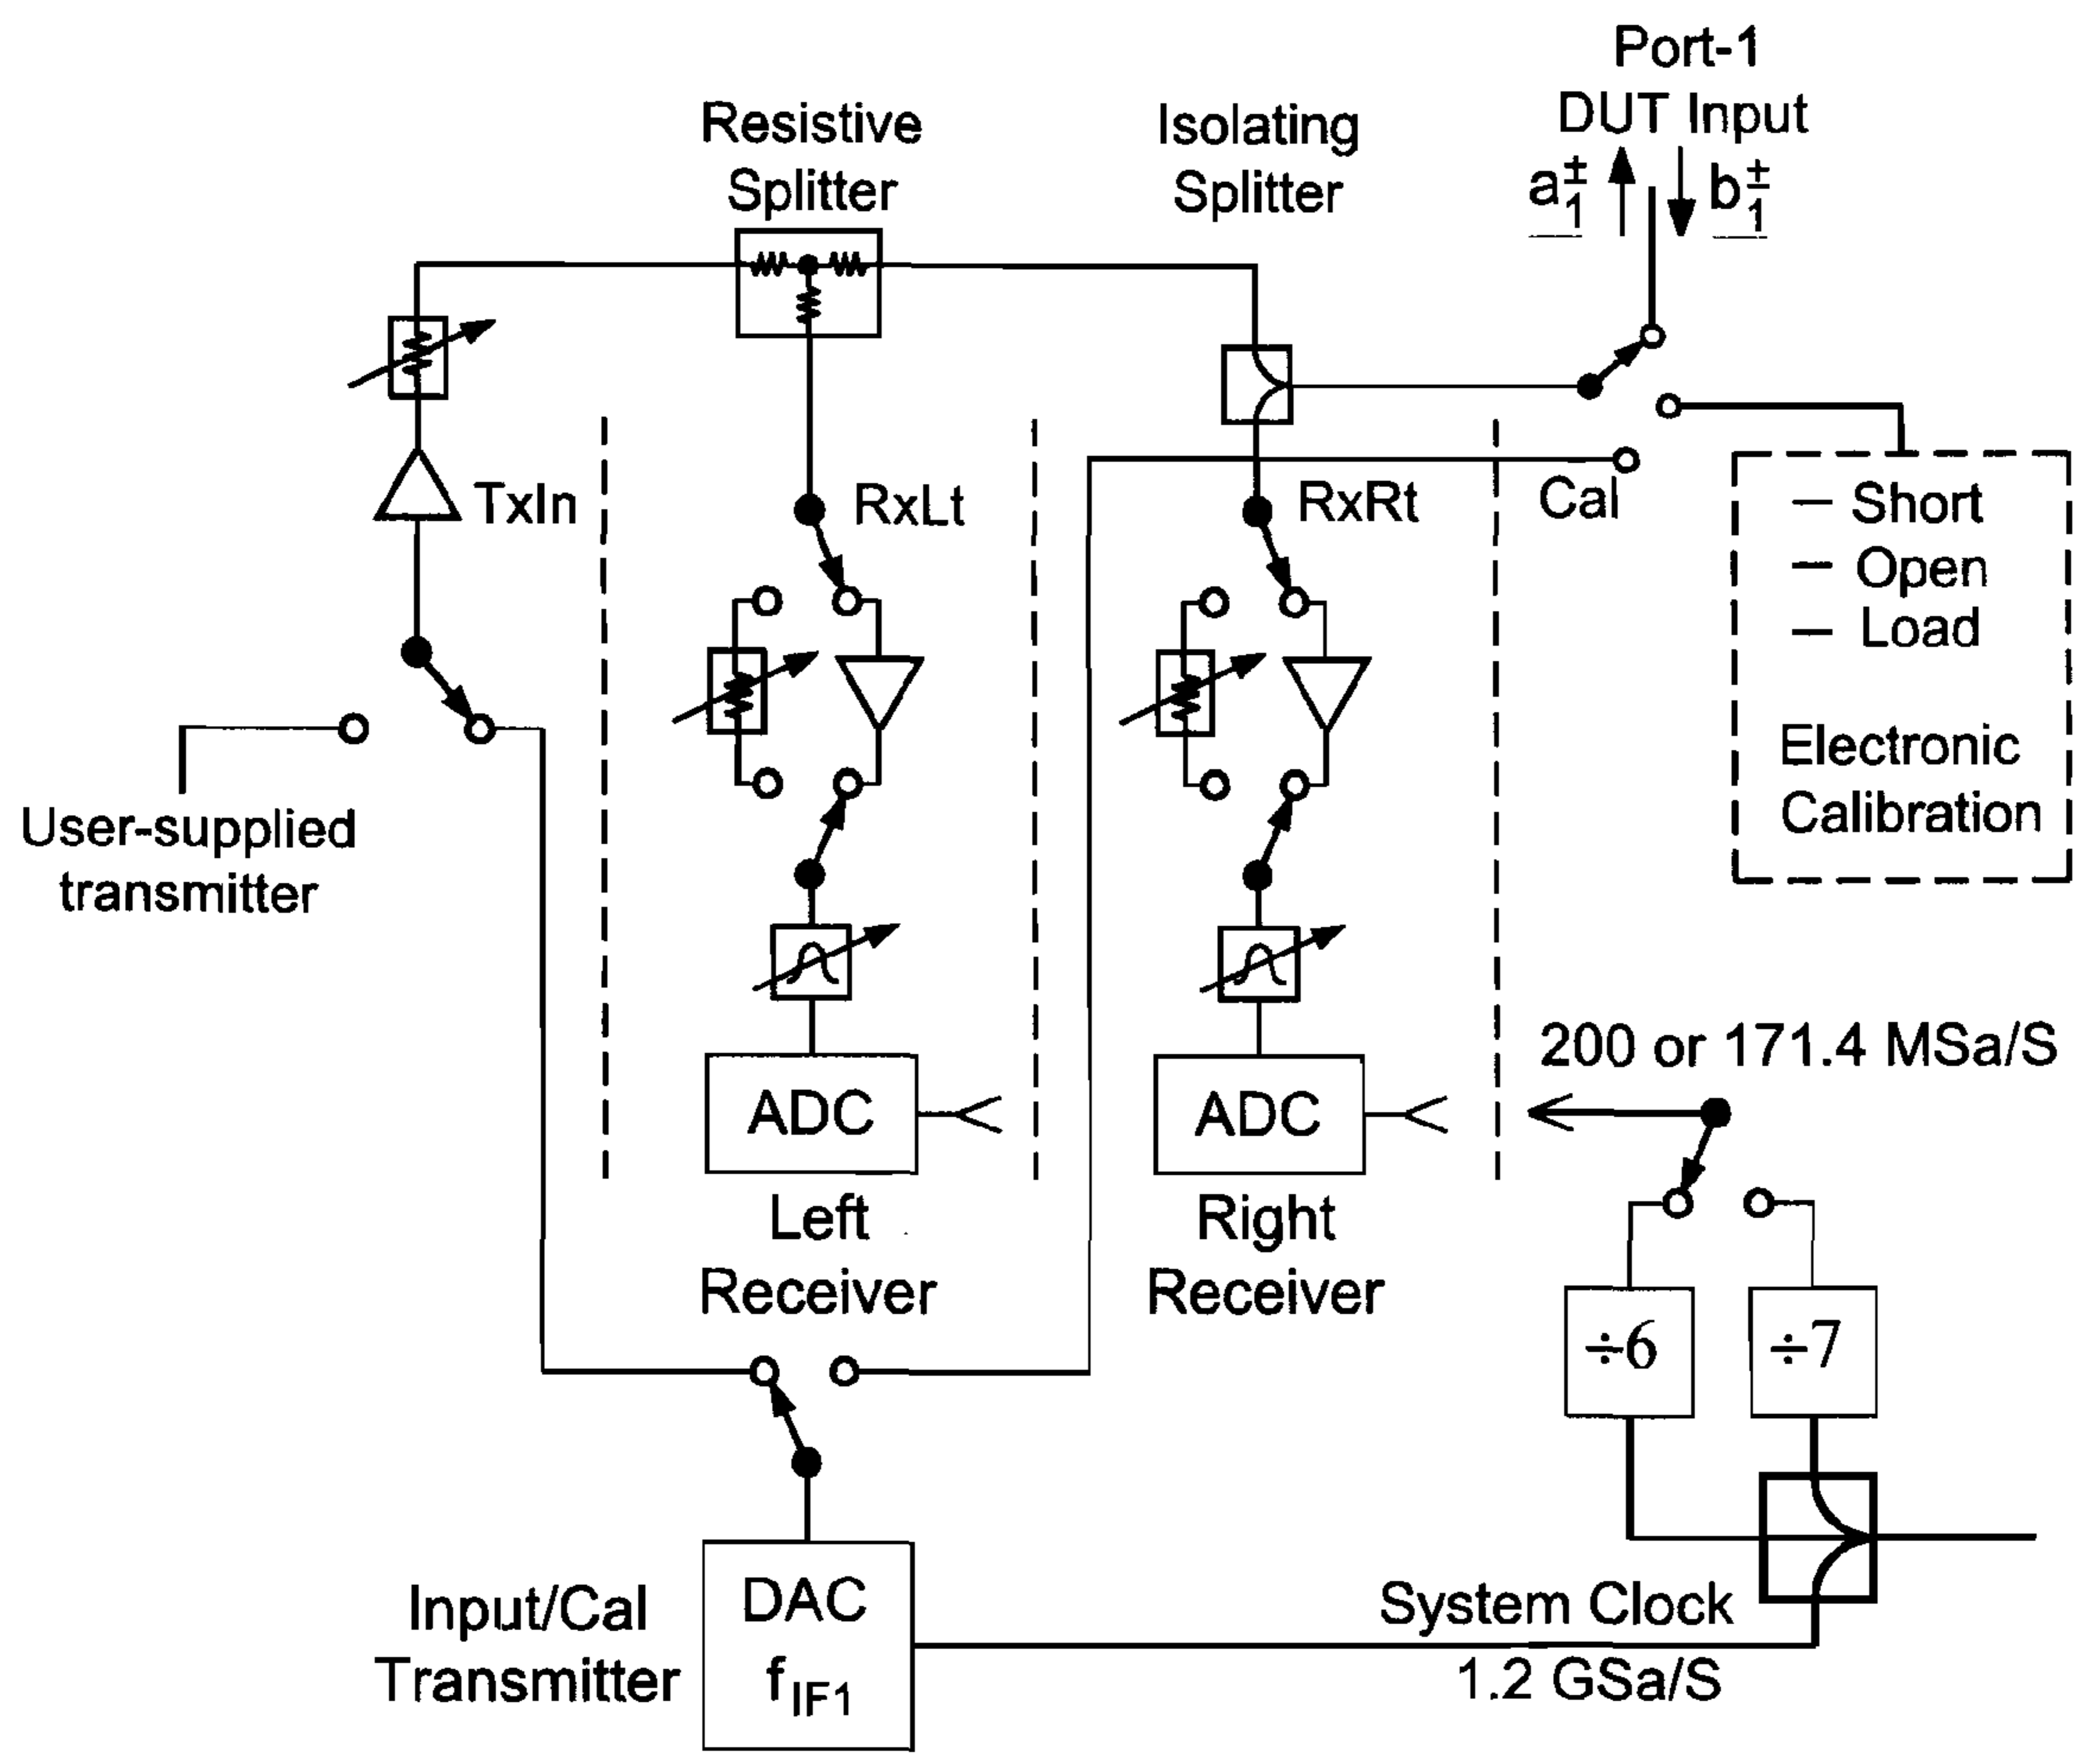 Port-1
DUT Input
a₁± b₁±
Resistive
Splitter
Isolating
Splitter
TxIn
RxLt
RxRt
Cal
Short
Open
Load
Electronic
Calibration
User-supplied
transmitter
200 or 171.4 MSa/S
ADC
ADC
Left
Receiver
Right
Receiver
÷6
÷7
Input/Cal
Transmitter
DAC
fIF1
System Clock
1.2 GSa/S